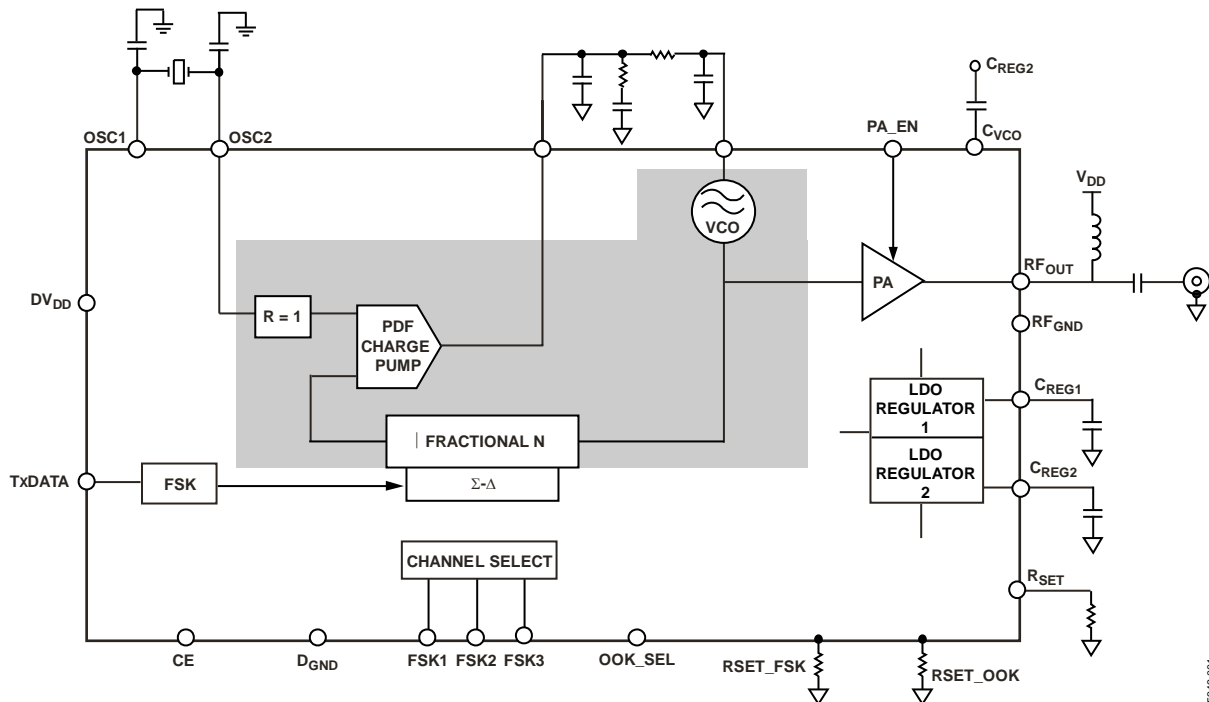 CREG2
OSC1
OSC2
PA_EN
CVCO
VDD
VCO
PA
RFOUT
DVDD
R = 1
PDF
CHARGE
PUMP
RFGND
LDO
REGULATOR
1
CREG1
| FRACTIONAL N
LDO
REGULATOR
2
CREG2
TxDATA
FSK
Σ-Δ
CHANNEL SELECT
RSET
CE
DGND
FSK1
FSK2
FSK3
OOK_SEL
RSET_FSK
RSET_OOK